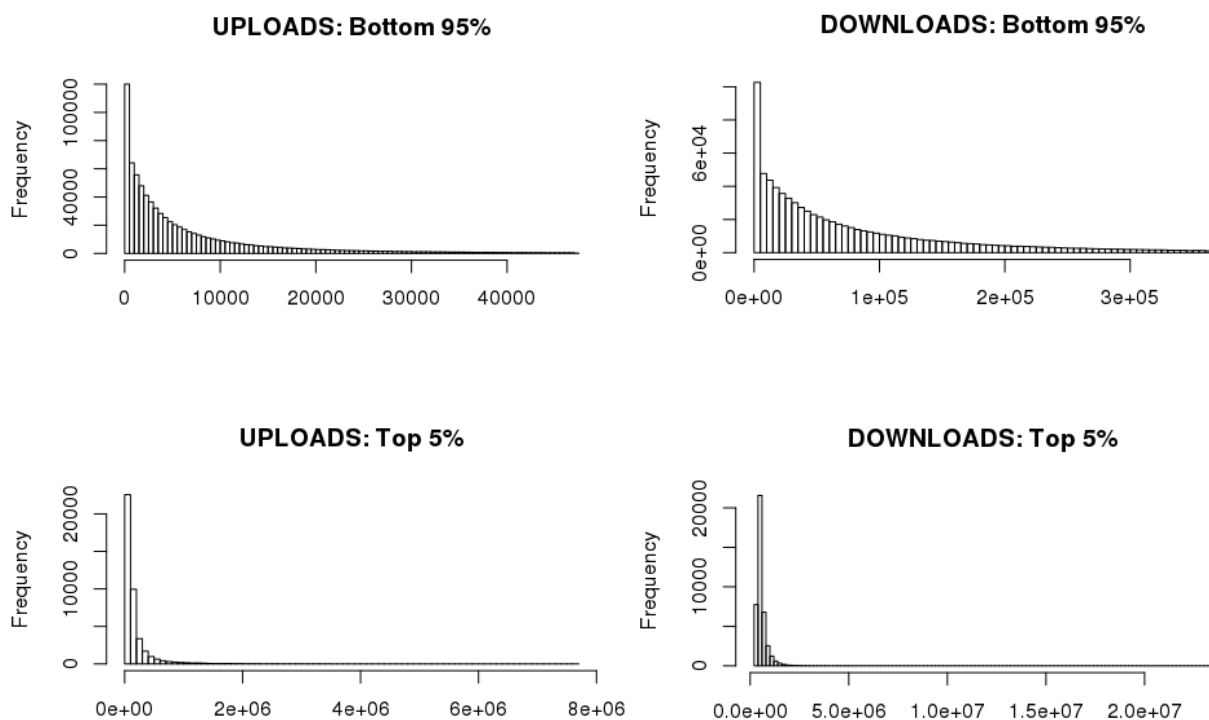 UPLOADS: Bottom 95%
Frequency
0 40000 100000
0 10000 20000 30000 40000
DOWNLOADS: Bottom 95%
Frequency
0e+00 6e+04
0e+00 1e+05 2e+05 3e+05
UPLOADS: Top 5%
Frequency
0 10000 20000
0e+00 2e+06 4e+06 6e+06 8e+06
DOWNLOADS: Top 5%
Frequency
0 10000 20000
0.0e+00 5.0e+06 1.0e+07 1.5e+07 2.0e+07